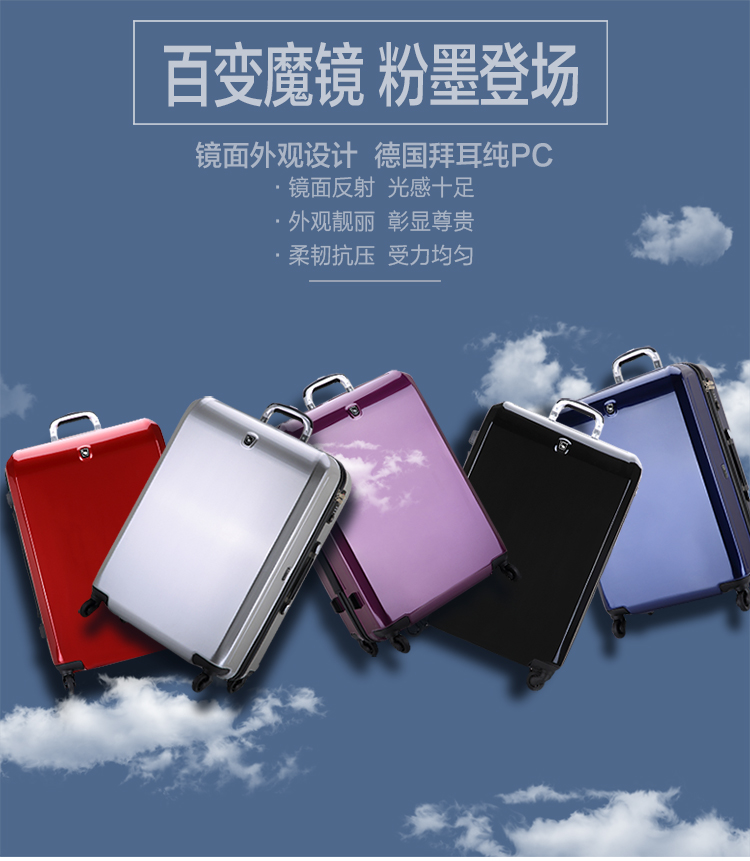 百变魔镜 粉墨登场
镜面外观设计 德国拜耳纯PC
·镜面反射 光感十足
·外观靓丽 彰显尊贵
·柔韧抗压 受力均匀